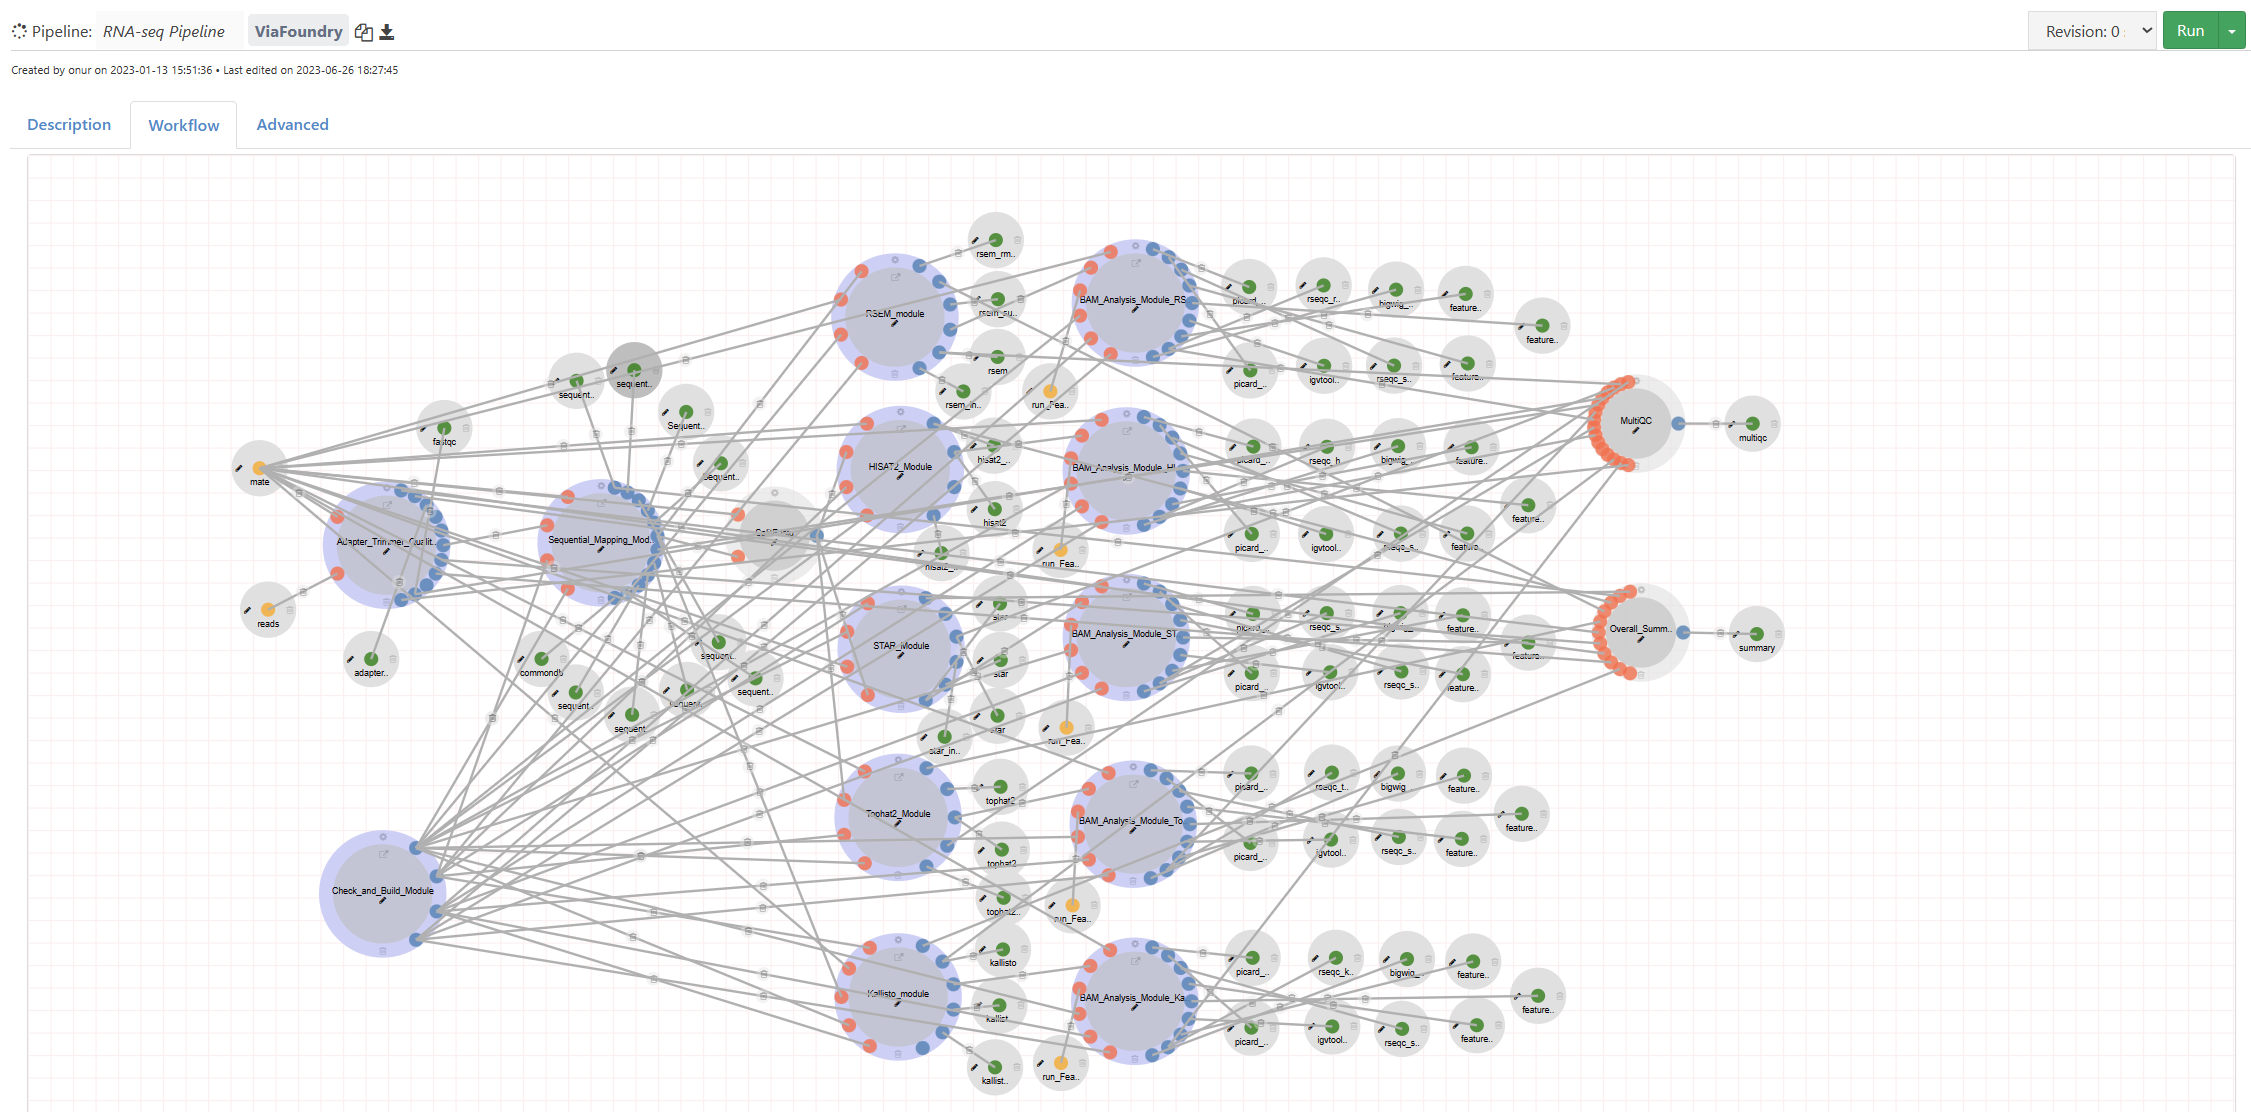 Pipeline: RNA-seq Pipeline ViaFoundry
Revision: 0
Run
Created by onur on 2023-01-13 15:51:36 • Last edited on 2023-06-26 18:27:45
Description
Workflow
Advanced
rsem_rm..
RSEM_module
rsem_su..
BAM_Analysis_Module_RS
picard_..
rseqc_r..
bigwig_..
feature..
feature..
sequent..
sequent..
rsem
rsem_in..
run_Fea..
picard_..
igvtool..
rseqc_s..
feature..
Sequent..
fastqc
MultiQC
multiqc
mate
Sequent..
HISAT2_Module
hisat2_..
BAM_Analysis_Module_HI
picard_..
rseqc_h
bigwig_..
feature..
Adapter_Trimmer_Qualit..
Sequential_Mapping_Mod..
hisat2
feature..
hisat2_..
run_Fea..
picard_..
igvtool..
rseqc_s..
feature
reads
STAR_Module
star
BAM_Analysis_Module_ST
picard_..
rseqc_s..
feature..
Overall_Summ..
summary
adapter..
commondb
sequent..
star
feature..
sequent..
sequent
sequent..
picard_..
igvtool..
rseqc_s..
feature..
star
star_in..
run_Fea..
Tophat2_Module
tophat2
BAM_Analysis_Module_To
picard_..
rseqc_t..
bigwig
feature..
feature..
tophat2
picard_..
igvtool..
rseqc_s..
feature..
Check_and_Build_Module
tophat2..
run_Fea..
Kallisto_module
kallisto
BAM_Analysis_Module_Ka
picard_..
rseqc_k..
bigwig_..
feature..
feature..
kallist
picard_..
igvtool..
rseqc_s..
feature..
kallist..
run_Fea..